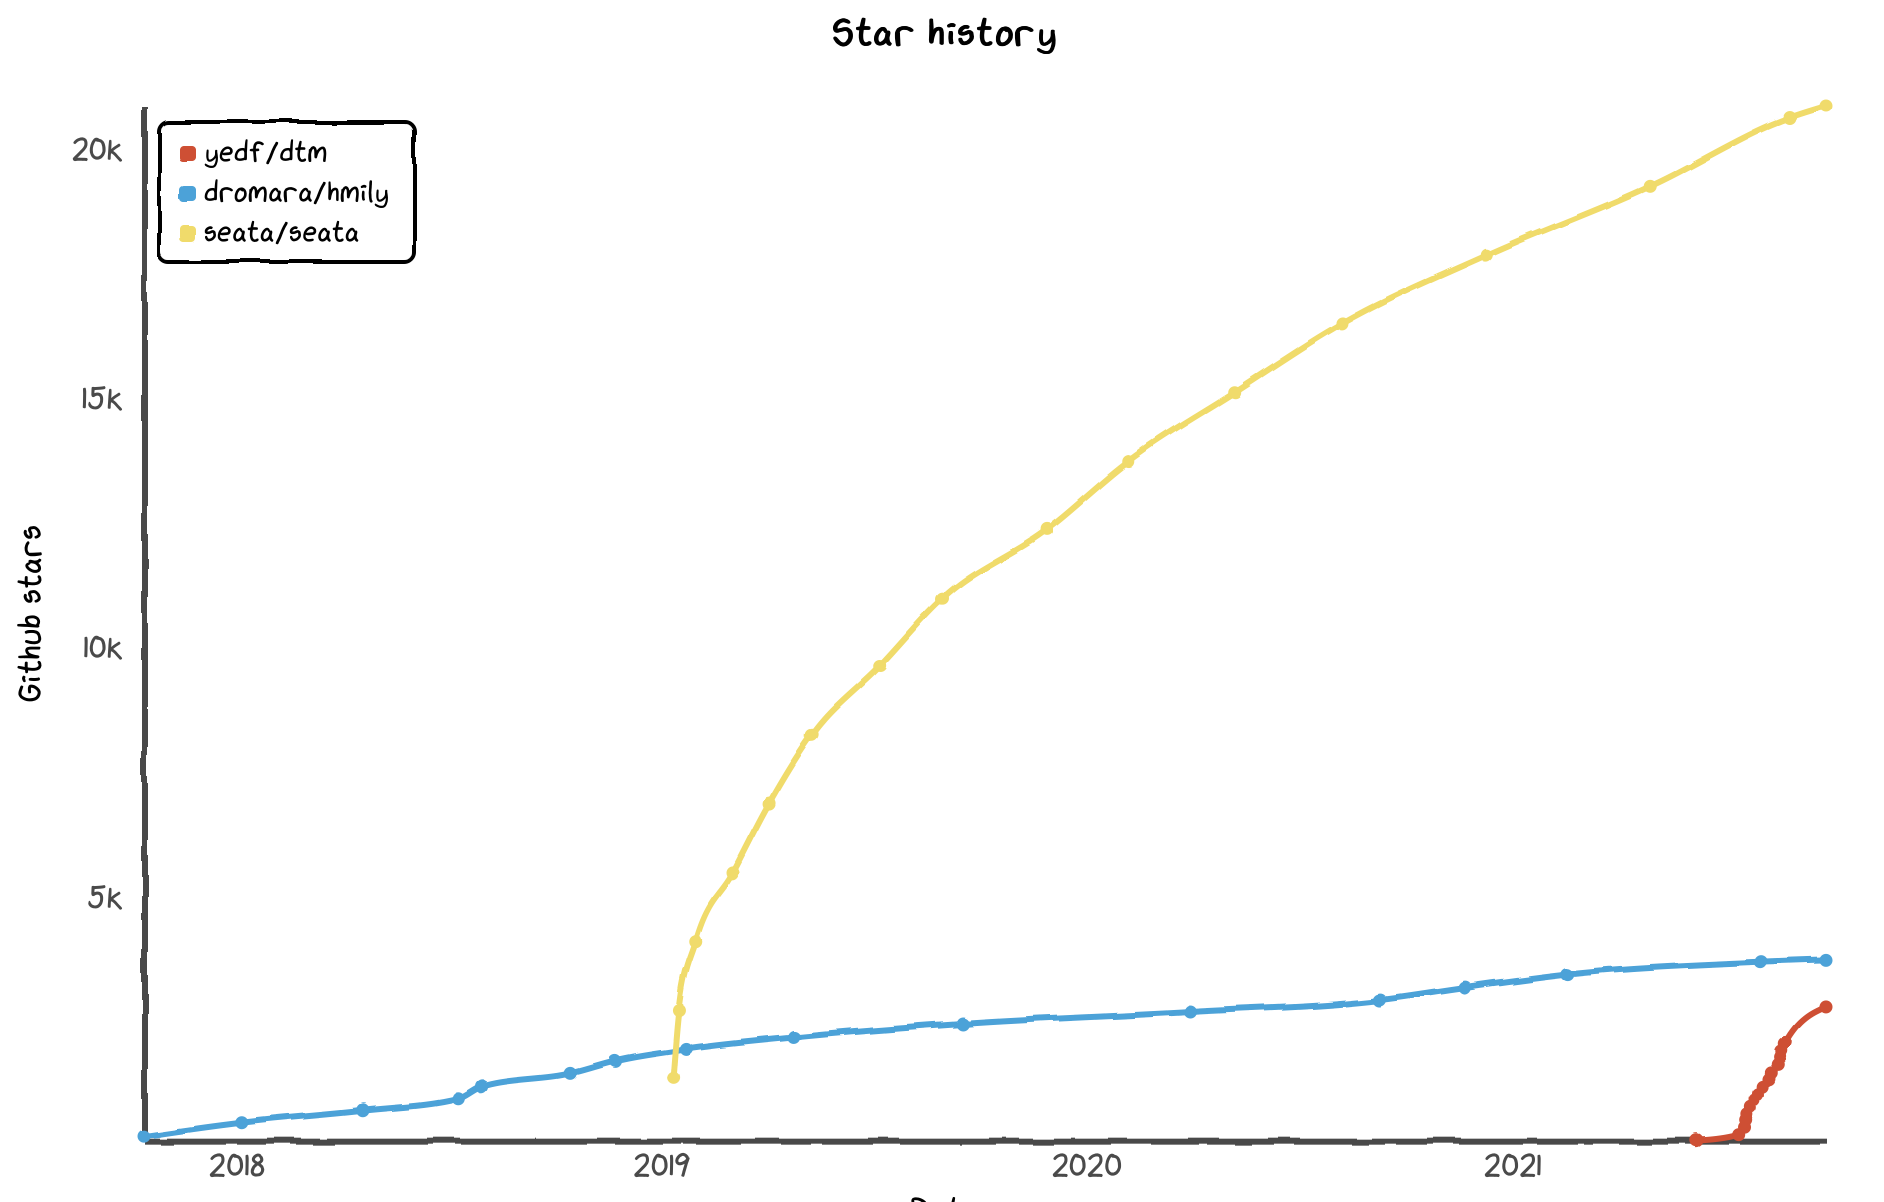 Star history
yedf/dtm
dromara/hmily
seata/seata
20k
15k
10k
5k
Github stars
2018
2019
2020
2021